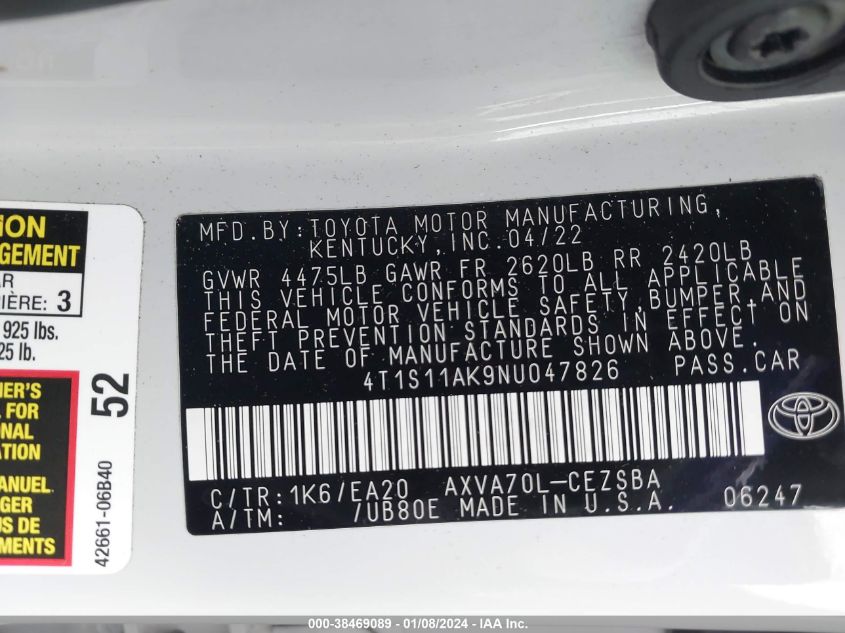 MFD.BY:TOYOTA MOTOR MANUFACTURING,
KENTUCKY,INC.04/22
GVWR 4475LB GAWR FR 2620LB RR 2420LB
THIS VEHICLE CONFORMS TO ALL APPLICABLE
FEDERAL MOTOR VEHICLE SAFETY,BUMPER,AND
THEFT PREVENTION STANDARDS IN EFFECT ON
THE DATE OF MANUFACTURE SHOWN ABOVE.
4T1S11AK9NU047826 PASS.CAR
C/TR:1K6/EA20 AXVA70L-CEZSBA
A/TM: /UB80E MADE IN U.S.A. 06247
ION
GEMENT
R
IÈRE: 3
925 lbs.
25 lb.
NER'S
L FOR
ONAL
ATION
MANUEL
GER
US DE
EMENTS
52
42661-06B40
000-38469089 - 01/08/2024 - IAA Inc.